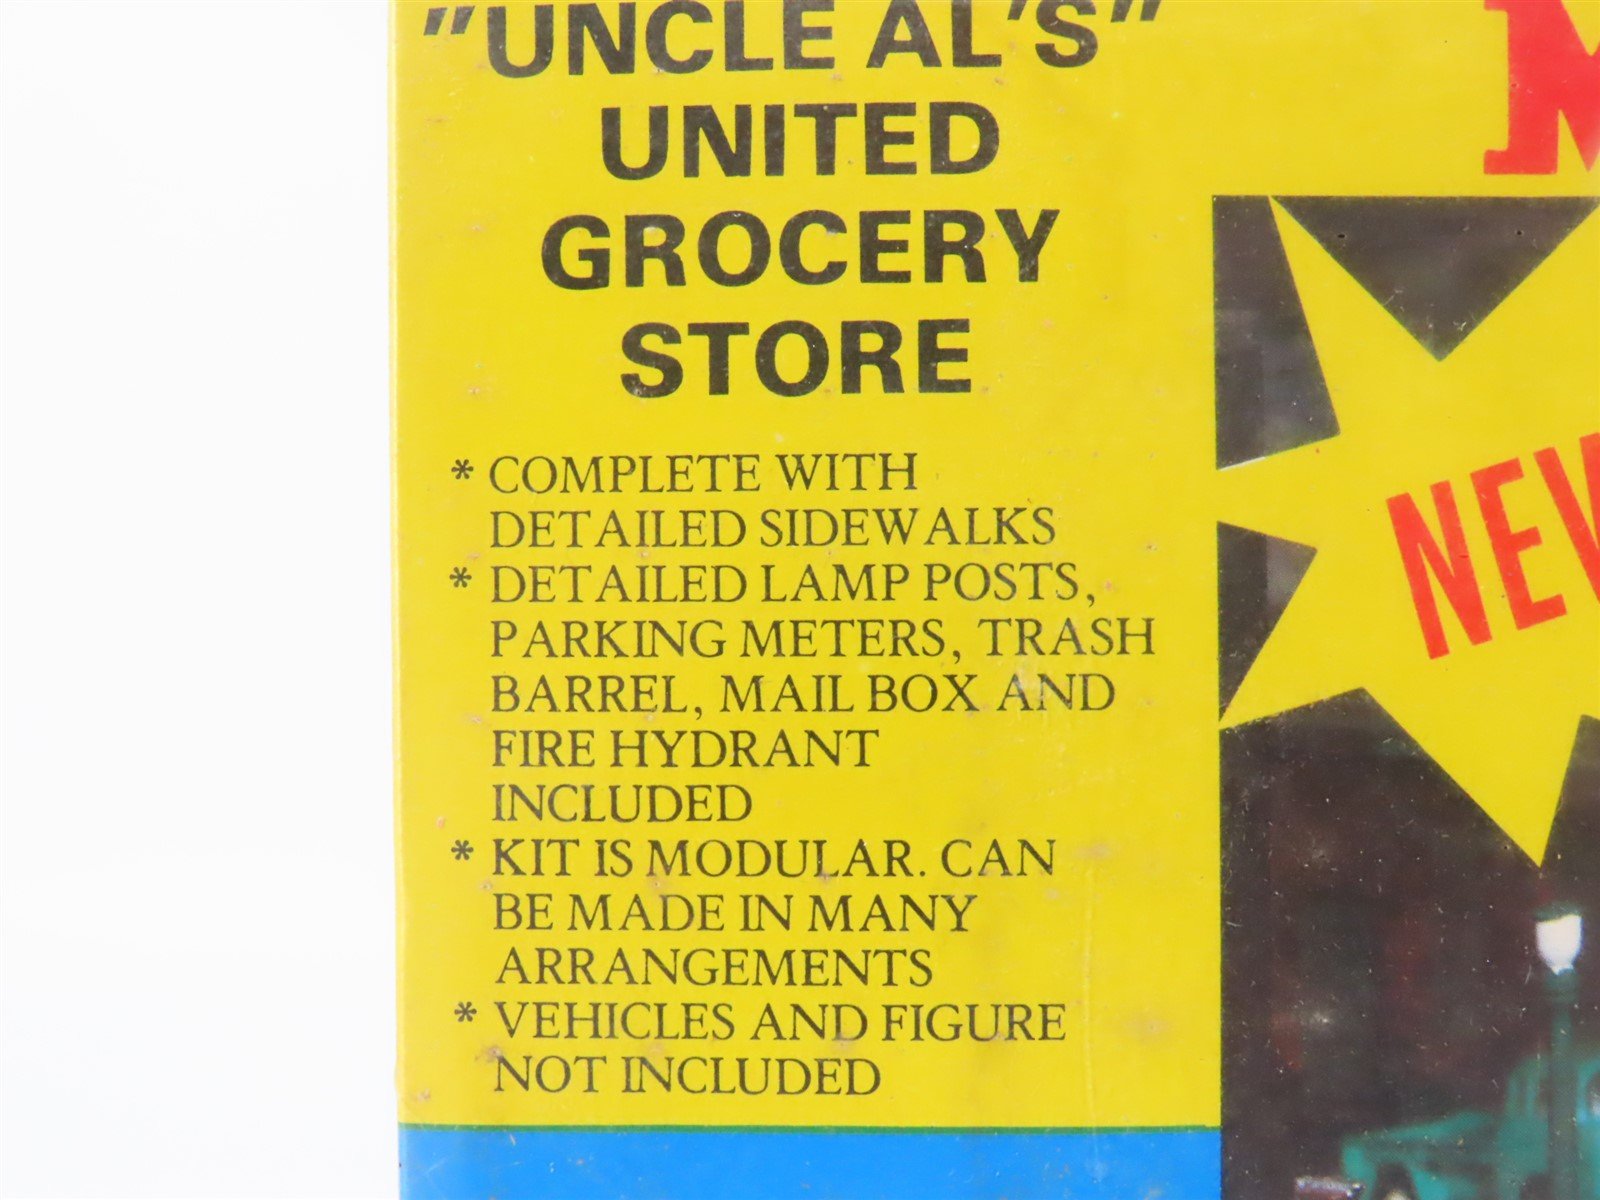 "UNCLE AL'S"
UNITED
GROCERY
STORE
* COMPLETE WITH
DETAILED SIDEWALKS
* DETAILED LAMP POSTS,
PARKING METERS, TRASH
BARREL, MAIL BOX AND
FIRE HYDRANT
INCLUDED
* KIT IS MODULAR. CAN
BE MADE IN MANY
ARRANGEMENTS
* VEHICLES AND FIGURE
NOT INCLUDED
NEW